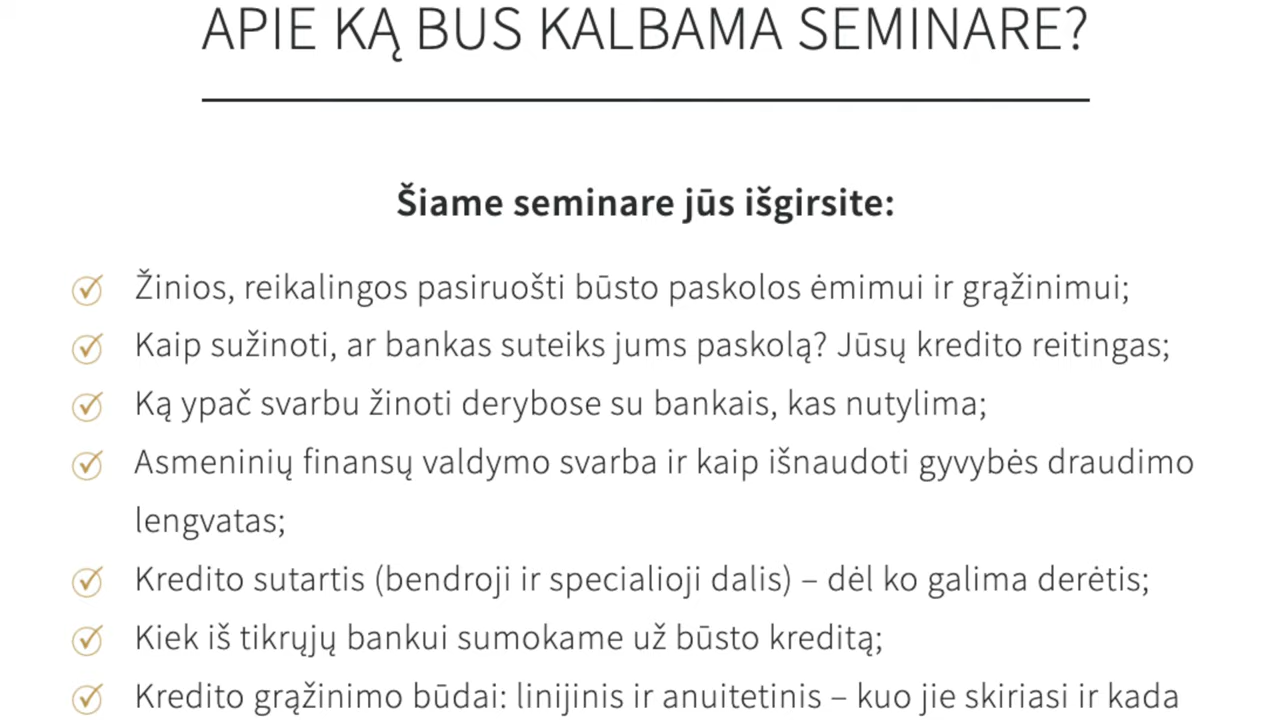 APIE KĄ BUS KALBAMA SEMINARE?
Šiame seminare jūs išgirsite:
Žinios, reikalingos pasiruošti būsto paskolos ėmimui ir grąžinimui;
Kaip sužinoti, ar bankas suteiks jums paskolą? Jūsų kredito reitingas;
Ką ypač svarbu žinoti derybose su bankais, kas nutylima;
Asmeninių finansų valdymo svarba ir kaip išnaudoti gyvybės draudimo
lengvatas;
Kredito sutartis (bendroji ir specialioji dalis) – dėl ko galima derėtis;
Kiek iš tikrųjų bankui sumokame už būsto kreditą;
Kredito grąžinimo būdai: linijinis ir anuitetinis – kuo jie skiriasi ir kada